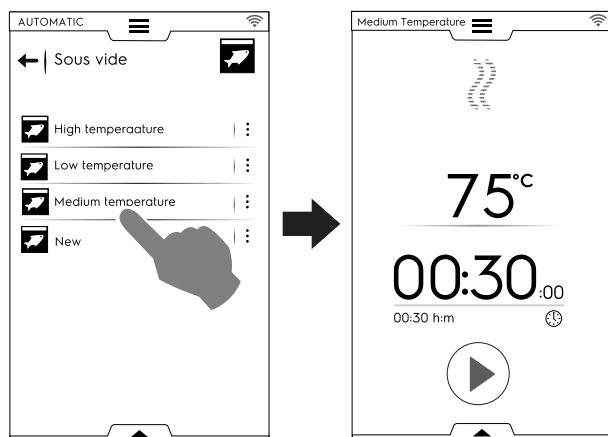 AUTOMATIC
Sous vide
High temperaature
Low temperature
Medium temperature
New
Medium Temperature
75°C
00:30:00
00:30 h:m